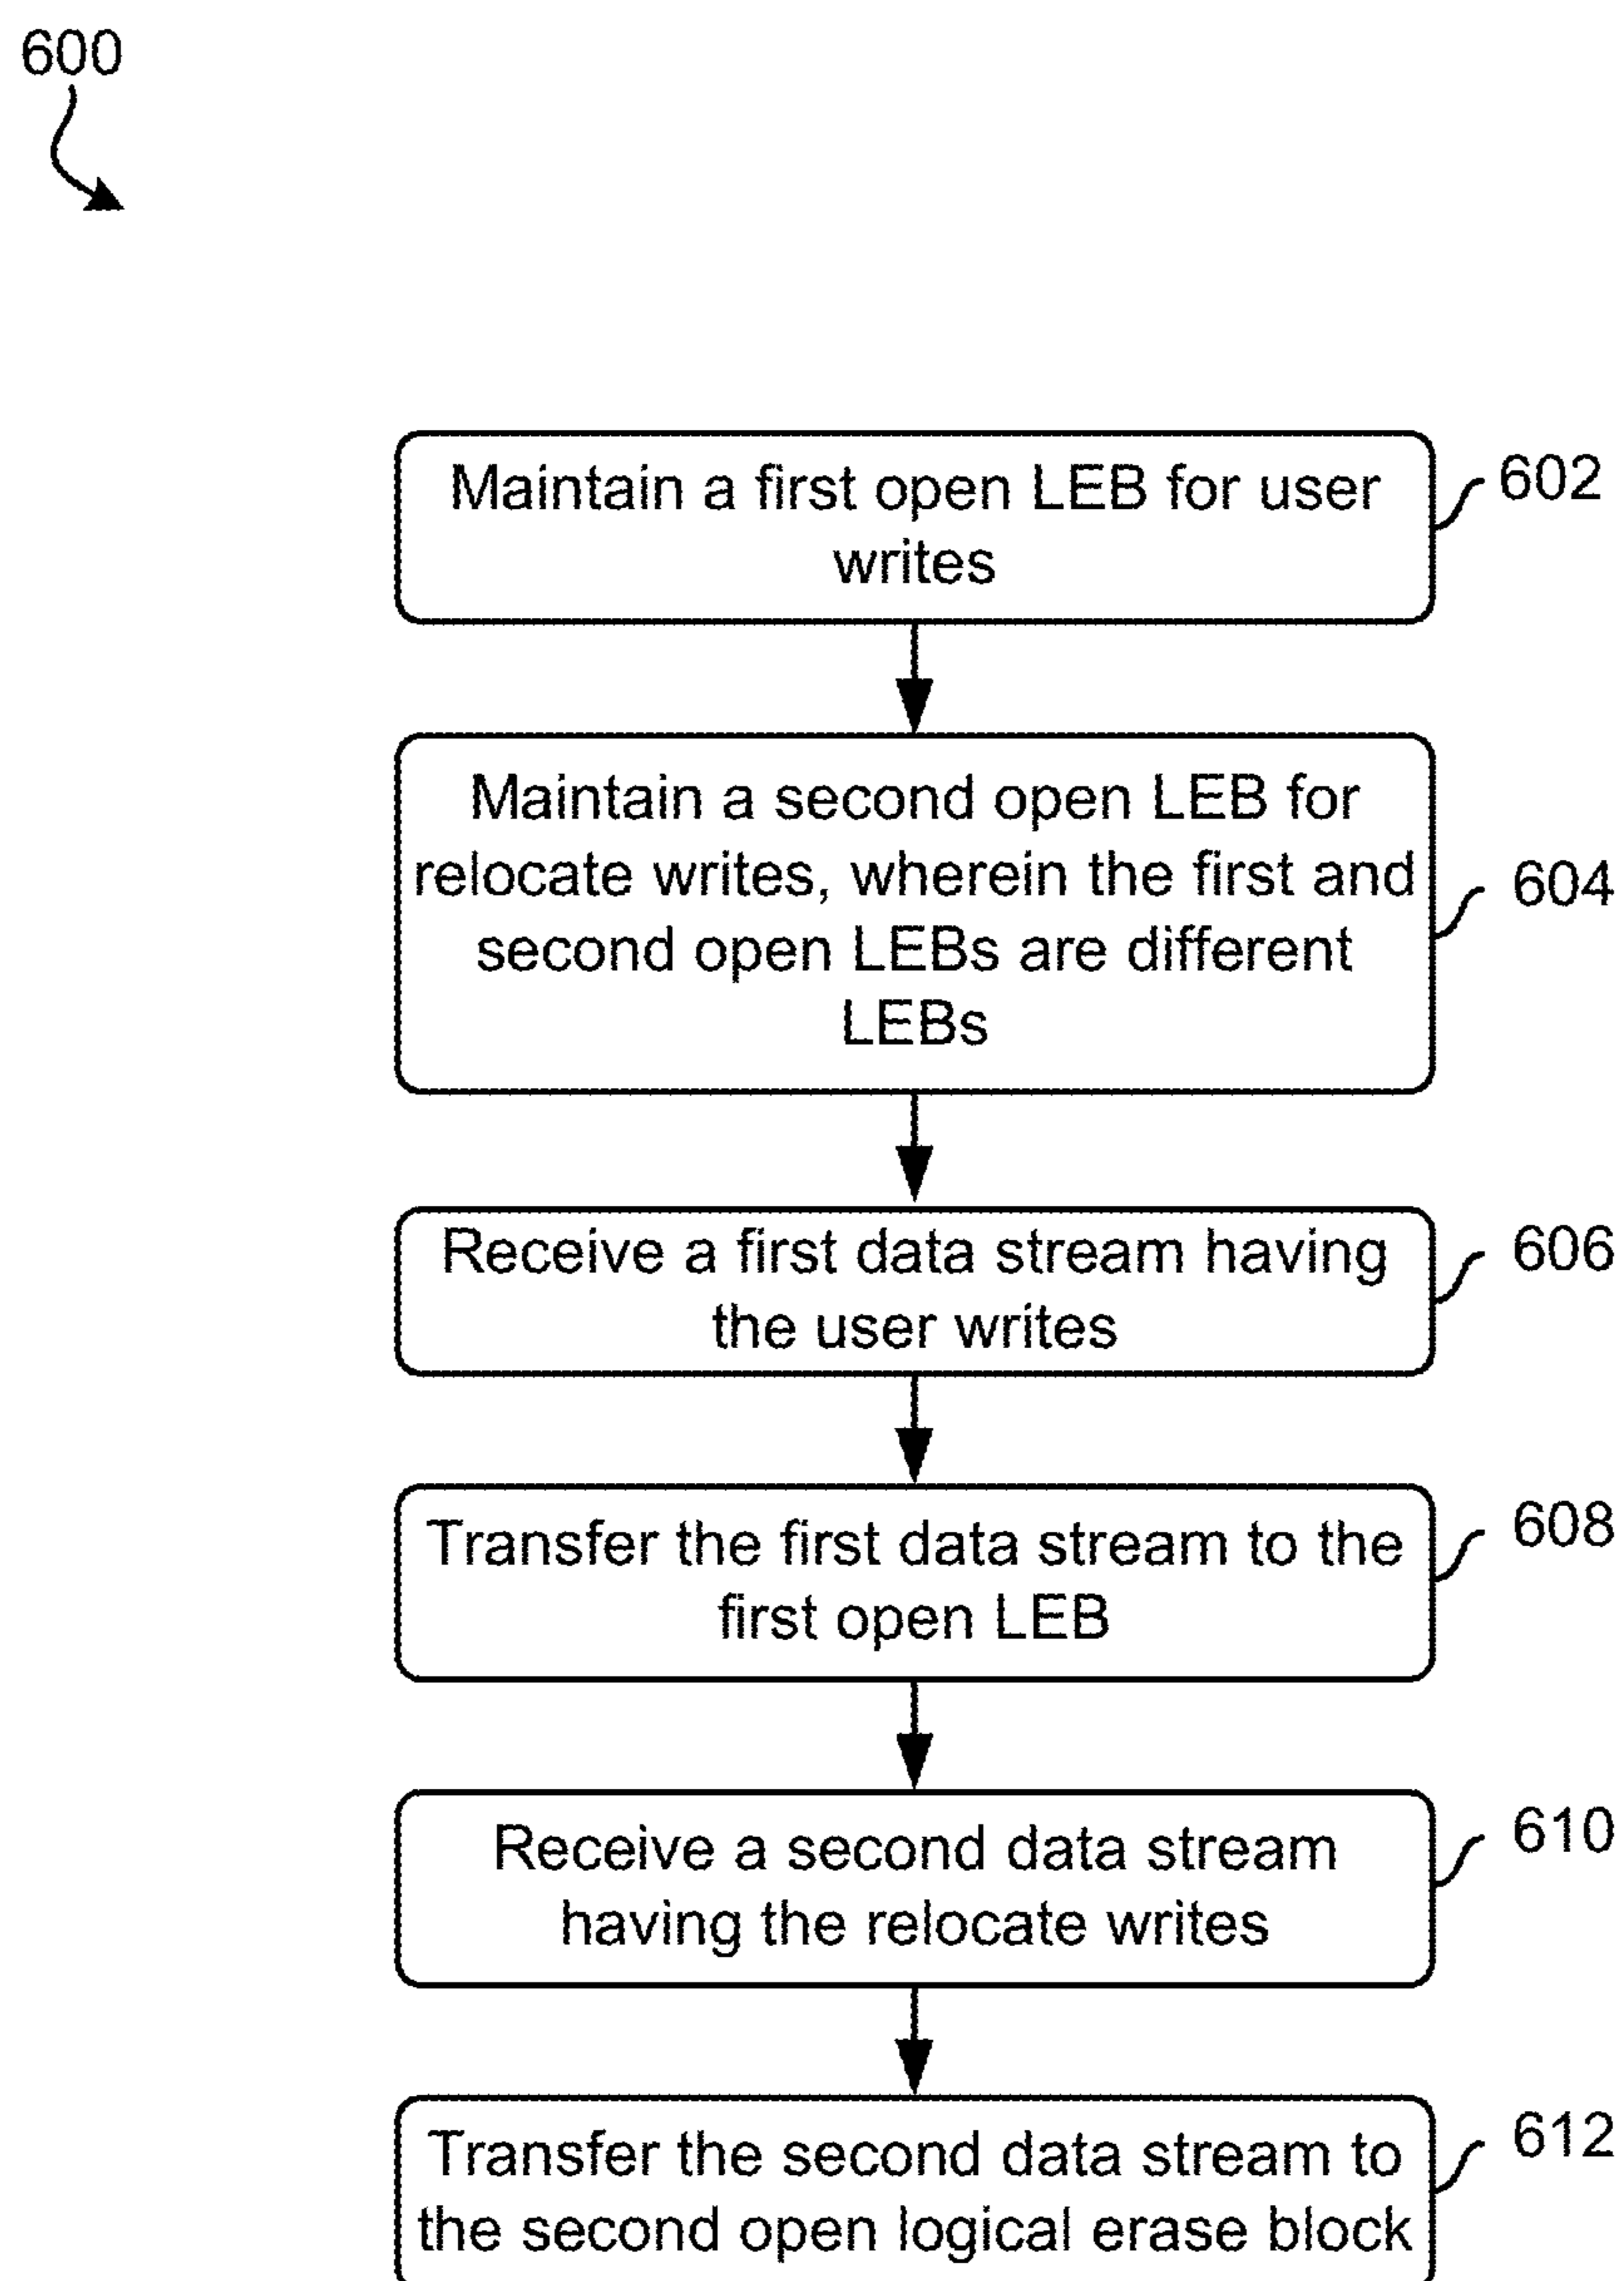 600
Maintain a first open LEB for user
writes
602
Maintain a second open LEB for
relocate writes, wherein the first and
second open LEBs are different
LEBs
604
Receive a first data stream having
the user writes
606
Transfer the first data stream to the
first open LEB
608
Receive a second data stream
having the relocate writes
610
Transfer the second data stream to
the second open logical erase block
612